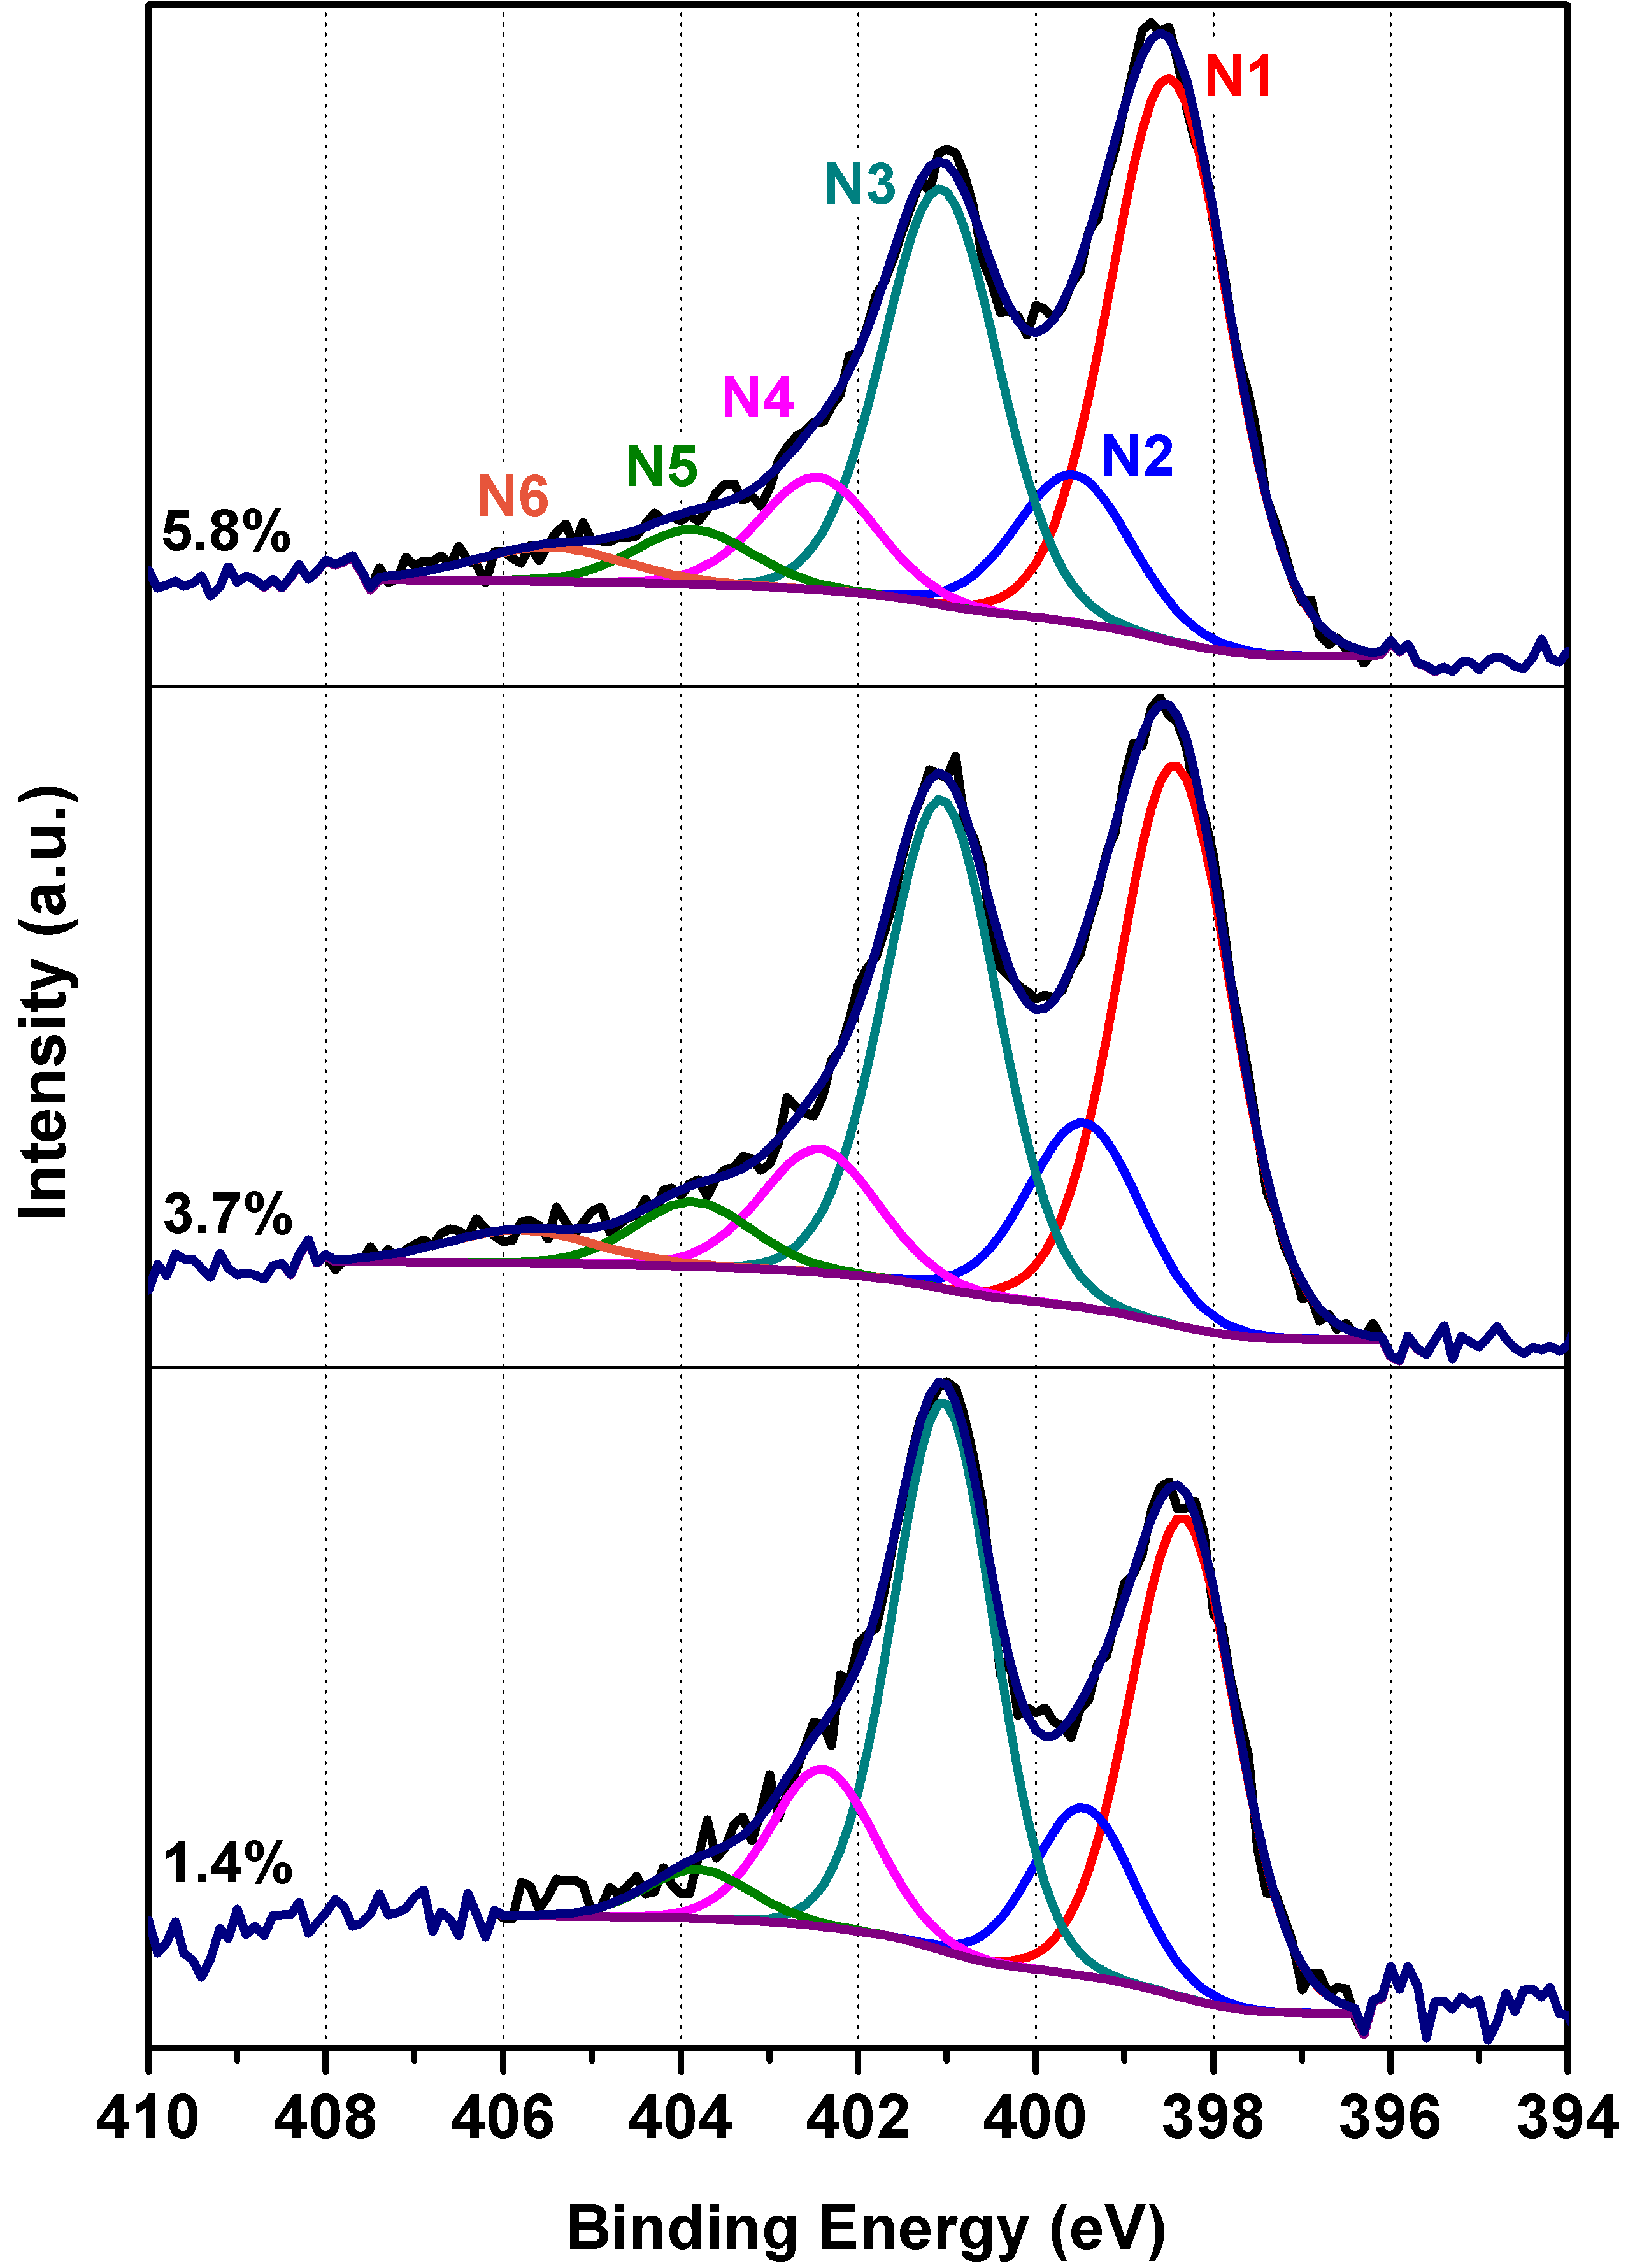 N1
N3
N4
N2
N5
N6
5.8%
3.7%
1.4%
Intensity (a.u.)
410 408 406 404 402 400 398 396 394
Binding Energy (eV)